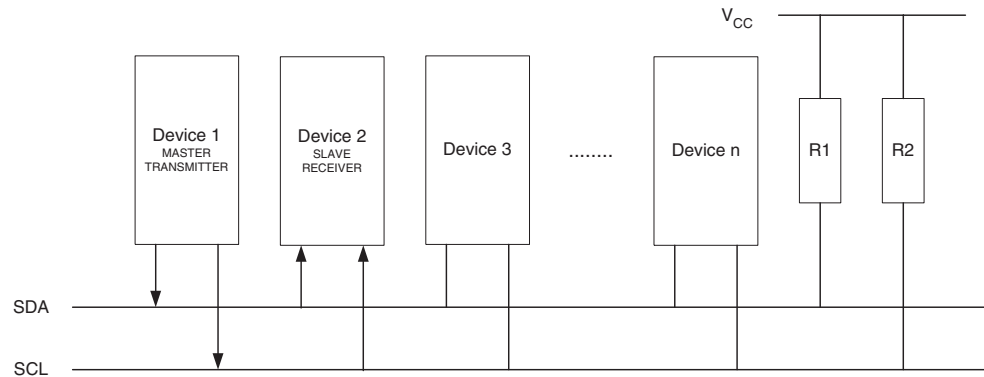 VCC
Device 1
MASTER
TRANSMITTER
Device 2
SLAVE
RECEIVER
Device 3
........
Device n
R1
R2
SDA
SCL